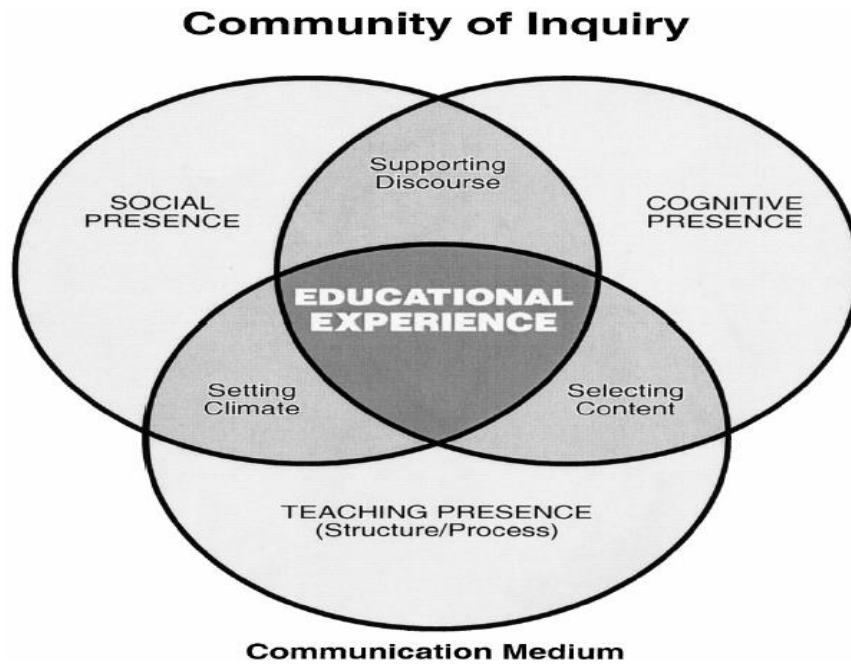 Community of Inquiry
Supporting
Discourse
SOCIAL
PRESENCE
COGNITIVE
PRESENCE
EDUCATIONAL
EXPERIENCE
Setting
Climate
Selecting
Content
TEACHING PRESENCE
(Structure/Process)
Communication Medium